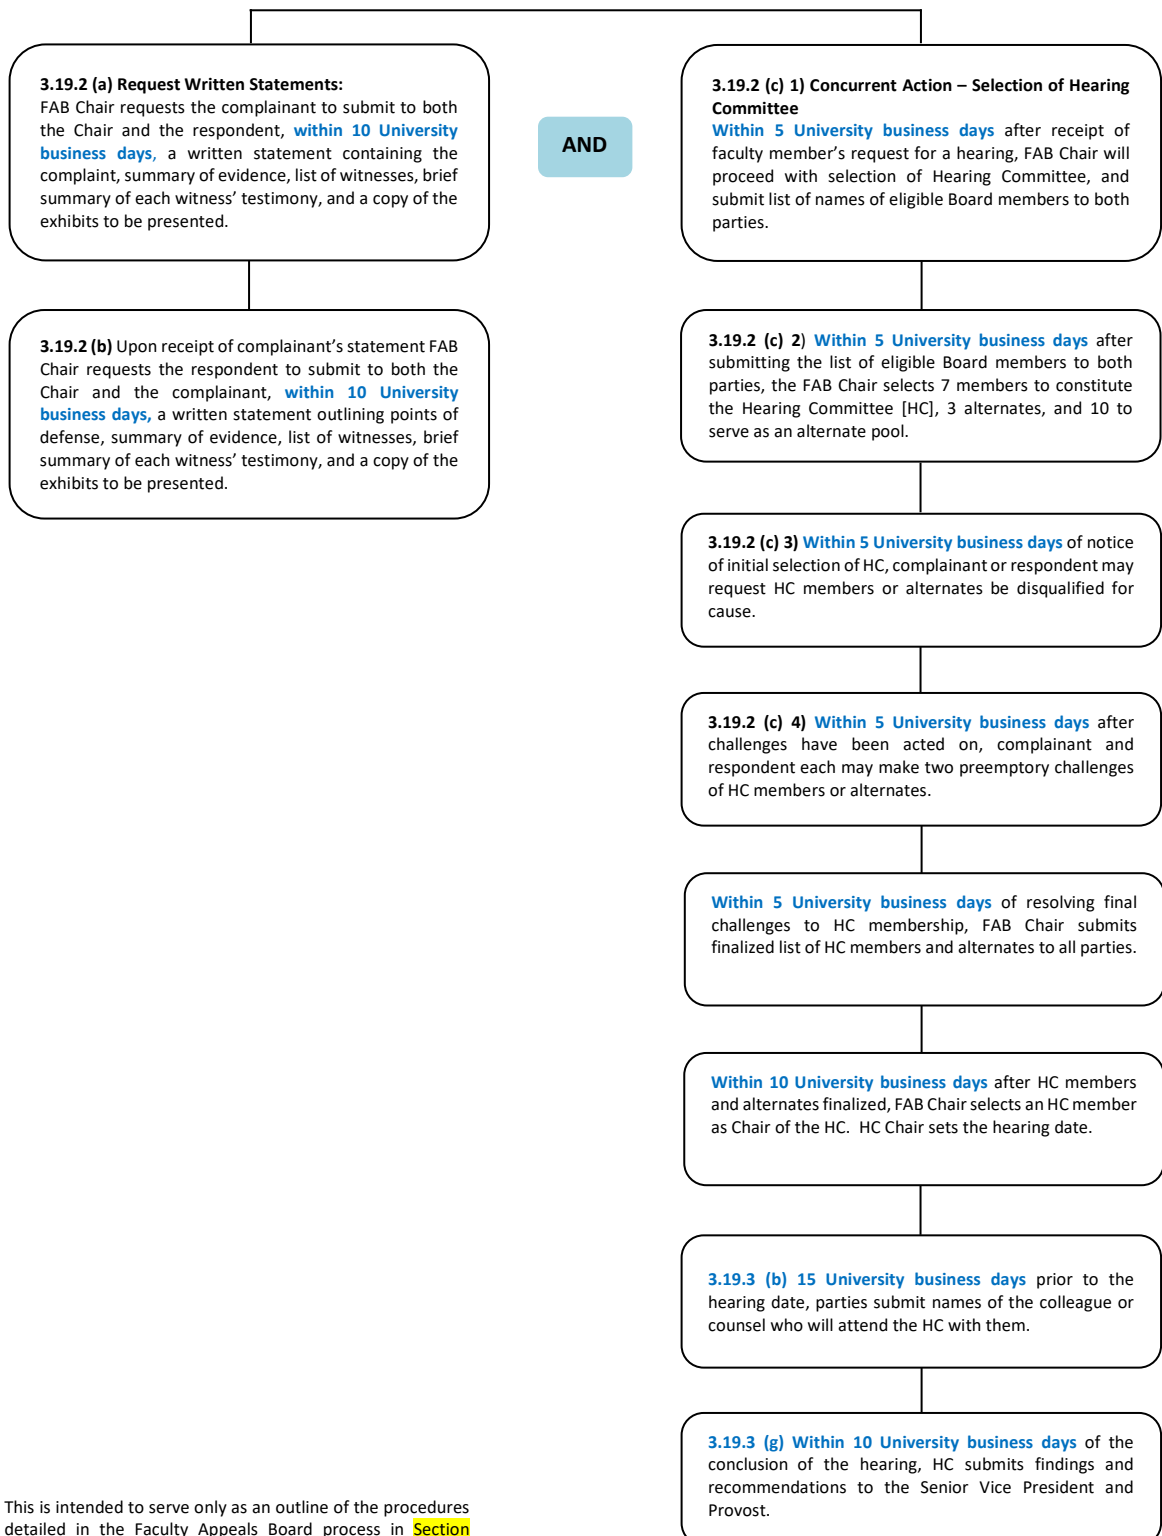 3.19.2 (a) Request Written Statements:
FAB Chair requests the complainant to submit to both
the Chair and the respondent, within 10 University
business days, a written statement containing the
complaint, summary of evidence, list of witnesses, brief
summary of each witness’ testimony, and a copy of the
exhibits to be presented.
3.19.2 (b) Upon receipt of complainant’s statement FAB
Chair requests the respondent to submit to both the
Chair and the complainant, within 10 University
business days, a written statement outlining points of
defense, summary of evidence, list of witnesses, brief
summary of each witness’ testimony, and a copy of the
exhibits to be presented.
AND
3.19.2 (c) 1) Concurrent Action – Selection of Hearing
Committee
Within 5 University business days after receipt of
faculty member’s request for a hearing, FAB Chair will
proceed with selection of Hearing Committee, and
submit list of names of eligible Board members to both
parties.
3.19.2 (c) 2) Within 5 University business days after
submitting the list of eligible Board members to both
parties, the FAB Chair selects 7 members to constitute
the Hearing Committee [HC], 3 alternates, and 10 to
serve as an alternate pool.
3.19.2 (c) 3) Within 5 University business days of notice
of initial selection of HC, complainant or respondent may
request HC members or alternates be disqualified for
cause.
3.19.2 (c) 4) Within 5 University business days after
challenges have been acted on, complainant and
respondent each may make two preemptory challenges
of HC members or alternates.
Within 5 University business days of resolving final
challenges to HC membership, FAB Chair submits
finalized list of HC members and alternates to all parties.
Within 10 University business days after HC members
and alternates finalized, FAB Chair selects an HC member
as Chair of the HC. HC Chair sets the hearing date.
3.19.3 (b) 15 University business days prior to the
hearing date, parties submit names of the colleague or
counsel who will attend the HC with them.
3.19.3 (g) Within 10 University business days of the
conclusion of the hearing, HC submits findings and
recommendations to the Senior Vice President and
Provost.
This is intended to serve only as an outline of the procedures
detailed in the Faculty Appeals Board process in Section